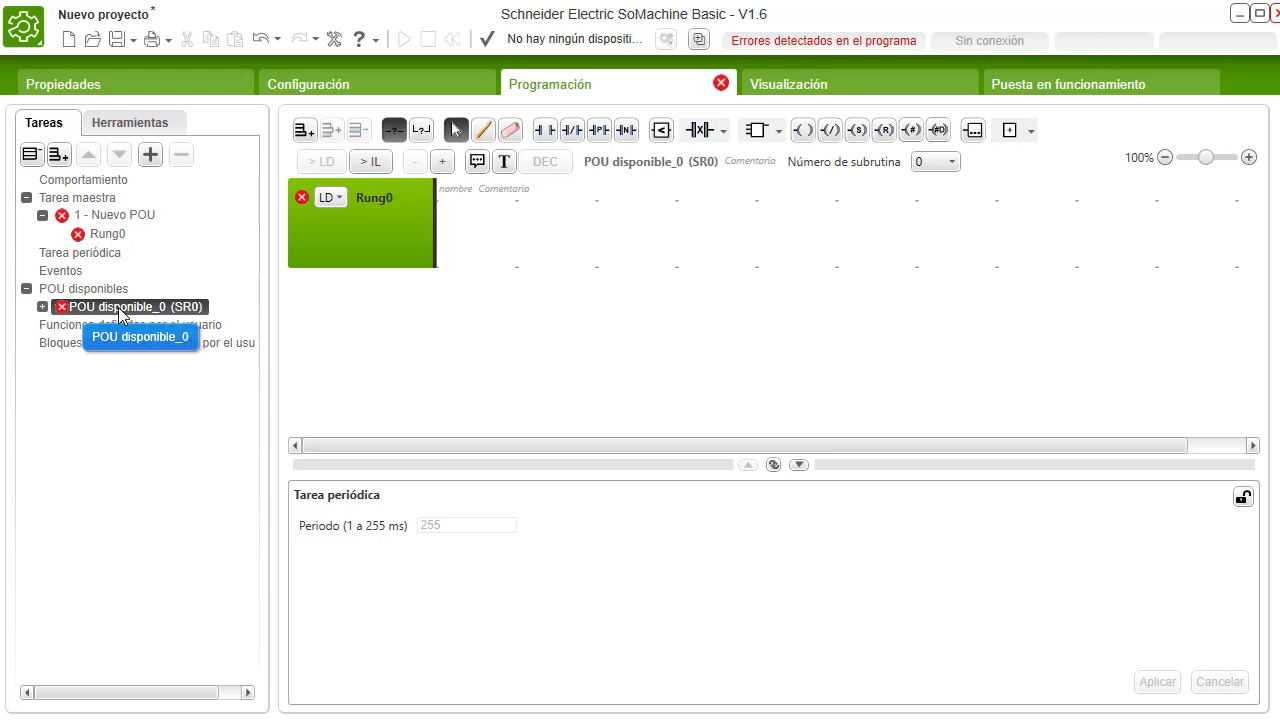 Nuevo proyecto *
Schneider Electric SoMachine Basic - V1.6
No hay ningún dispositi...
Errores detectados en el programa
Sin conexión
Propiedades
Configuración
Programación
Visualización
Puesta en funcionamiento
Tareas
Herramientas
Comportamiento
Tarea maestra
1 - Nuevo POU
Rung0
Tarea periódica
Eventos
POU disponibles
POU disponible_0 (SR0)
POU disponible_0
por el usu
> LD
> IL
- +
T
DEC
POU disponible_0 (SR0)
Comentario
Número de subrutina
0
100%
LD
Rung0
nombre Comentario
Tarea periódica
Periodo (1 a 255 ms)
255
Aplicar
Cancelar